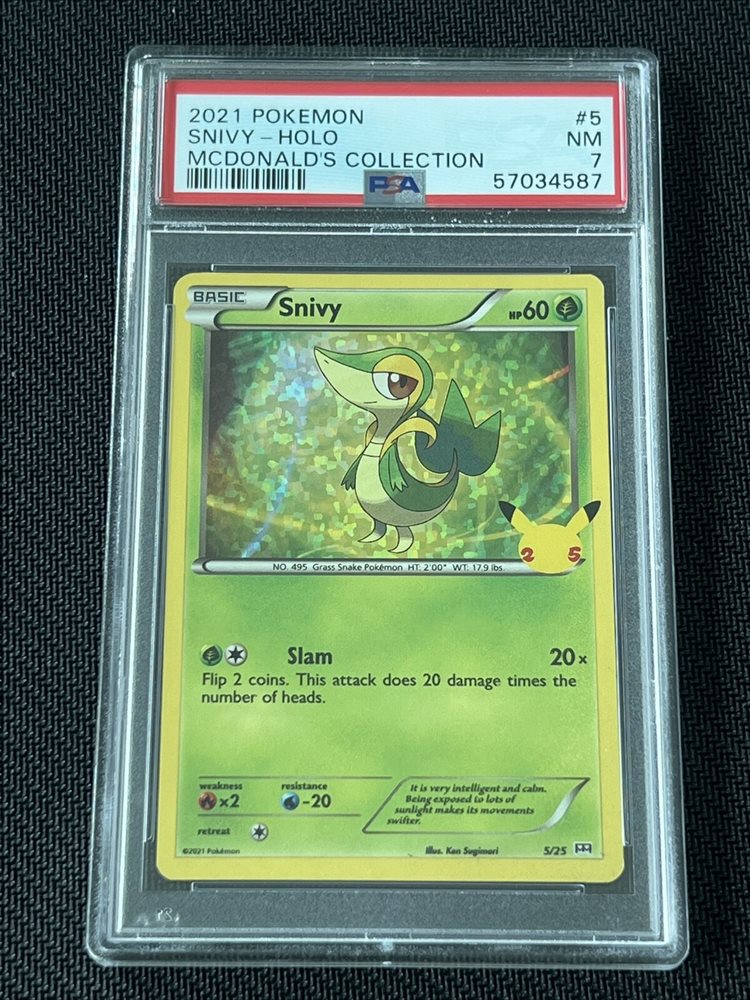 2021 POKEMON #5
SNIVY - HOLO NM
MCDONALD'S COLLECTION 7
PSA 57034587
BASIC Snivy HP60
25
NO. 495 Grass Snake Pokémon HT: 2'00" WT: 17.9 lbs.
Slam 20×
Flip 2 coins. This attack does 20 damage times the
number of heads.
weakness resistance
×2 -20
retreat
It is very intelligent and calm.
Being exposed to lots of
sunlight makes its movements
swifter.
©2021 Pokémon Illus. Ken Sugimori 5/25